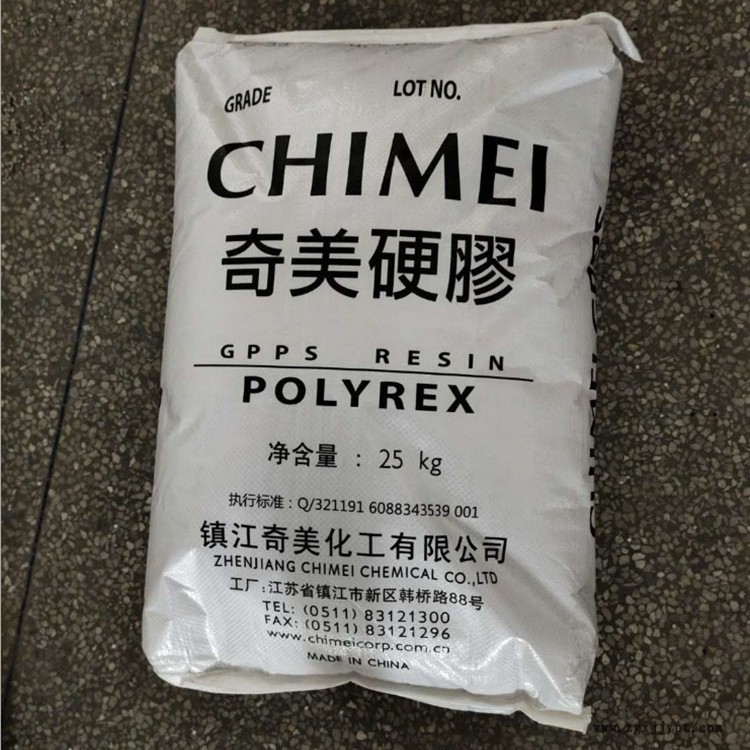 GRADE LOT NO.
CHIMEI
奇美硬膠
GPPS RESIN
POLYREX
净含量 : 25 kg
执行标准：Q/321191 6088343539 001
镇江奇美化工有限公司
ZHENJIANG CHIMEI CHEMICAL CO.,LTD
工厂:江苏省镇江市新区韩桥路88号
TEL: (0511) 83121300
FAX: (0511) 83121296
www.chimeicorp.com.cn
MADE IN CHINA